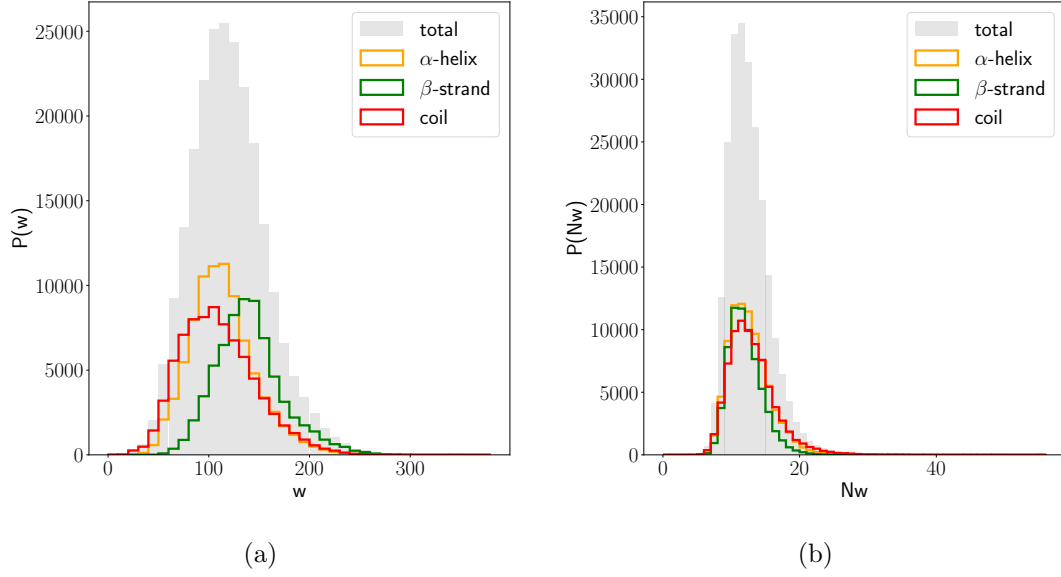 total
α-helix
β-strand
coil
25000
20000
15000
10000
5000
0
P(w)
0 100 200 300
w
(a)
total
α-helix
β-strand
coil
35000
30000
25000
20000
15000
10000
5000
0
P(Nw)
0 20 40
Nw
(b)